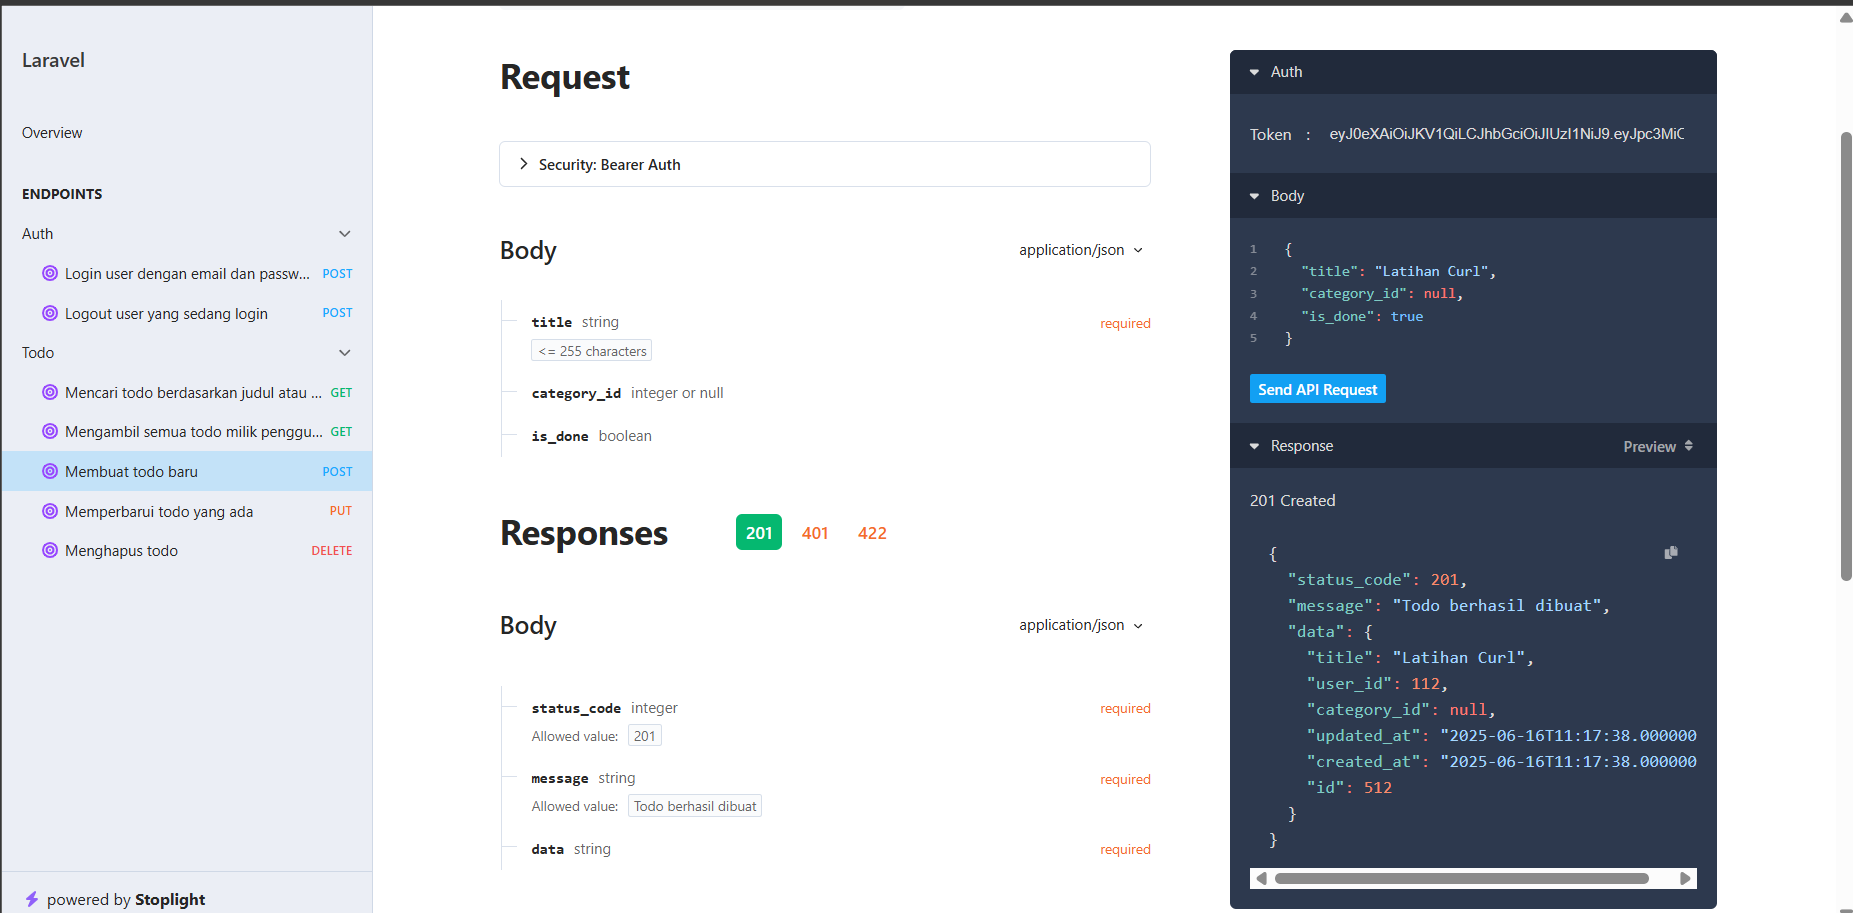 Laravel
Overview
ENDPOINTS
Auth
Login user dengan email dan passw... POST
Logout user yang sedang login POST
Todo
Mencari todo berdasarkan judul atau ... GET
Mengambil semua todo milik penggu... GET
Membuat todo baru POST
Memperbarui todo yang ada PUT
Menghapus todo DELETE
powered by Stoplight
Request
Security: Bearer Auth
Body application/json
title string required
<= 255 characters
category_id integer or null
is_done boolean
Responses 201 401 422
Body application/json
status_code integer required
Allowed value: 201
message string required
Allowed value: Todo berhasil dibuat
data string required
Auth
Token : eyJ0eXAiOiJKV1QiLCJhbGciOiJIUzI1NiJ9.eyJpc3MiO
Body
1 {
2 "title": "Latihan Curl",
3 "category_id": null,
4 "is_done": true
5 }
Send API Request
Response Preview
201 Created
{
"status_code": 201,
"message": "Todo berhasil dibuat",
"data": {
"title": "Latihan Curl",
"user_id": 112,
"category_id": null,
"updated_at": "2025-06-16T11:17:38.000000
"created_at": "2025-06-16T11:17:38.000000
"id": 512
}
}